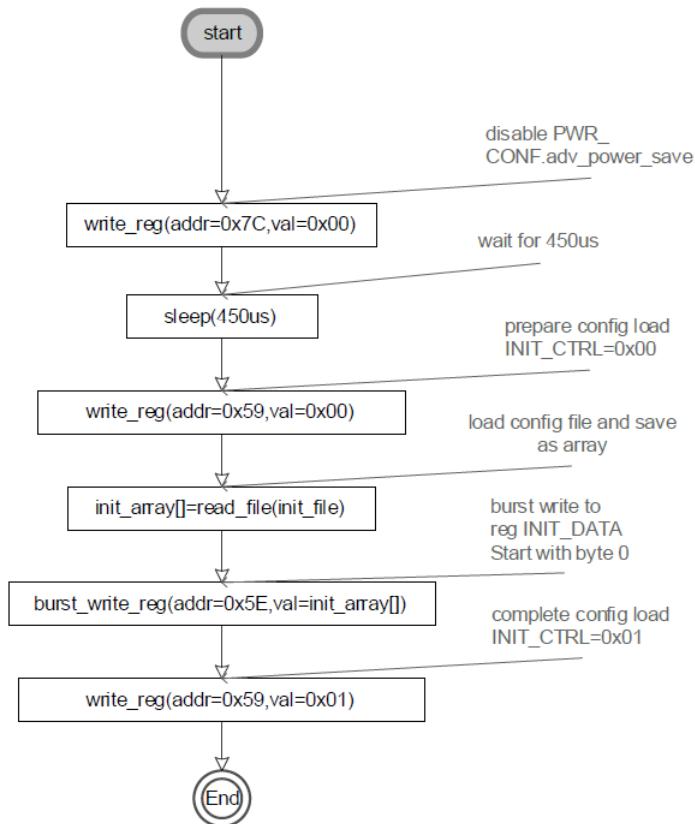 start
disable PWR_
CONF.adv_power_save
write_reg(addr=0x7C,val=0x00)
wait for 450us
sleep(450us)
prepare config load
INIT_CTRL=0x00
write_reg(addr=0x59,val=0x00)
load config file and save
as array
init_array[]=read_file(init_file)
burst write to
reg INIT_DATA
Start with byte 0
burst_write_reg(addr=0x5E,val=init_array[])
complete config load
INIT_CTRL=0x01
write_reg(addr=0x59,val=0x01)
End